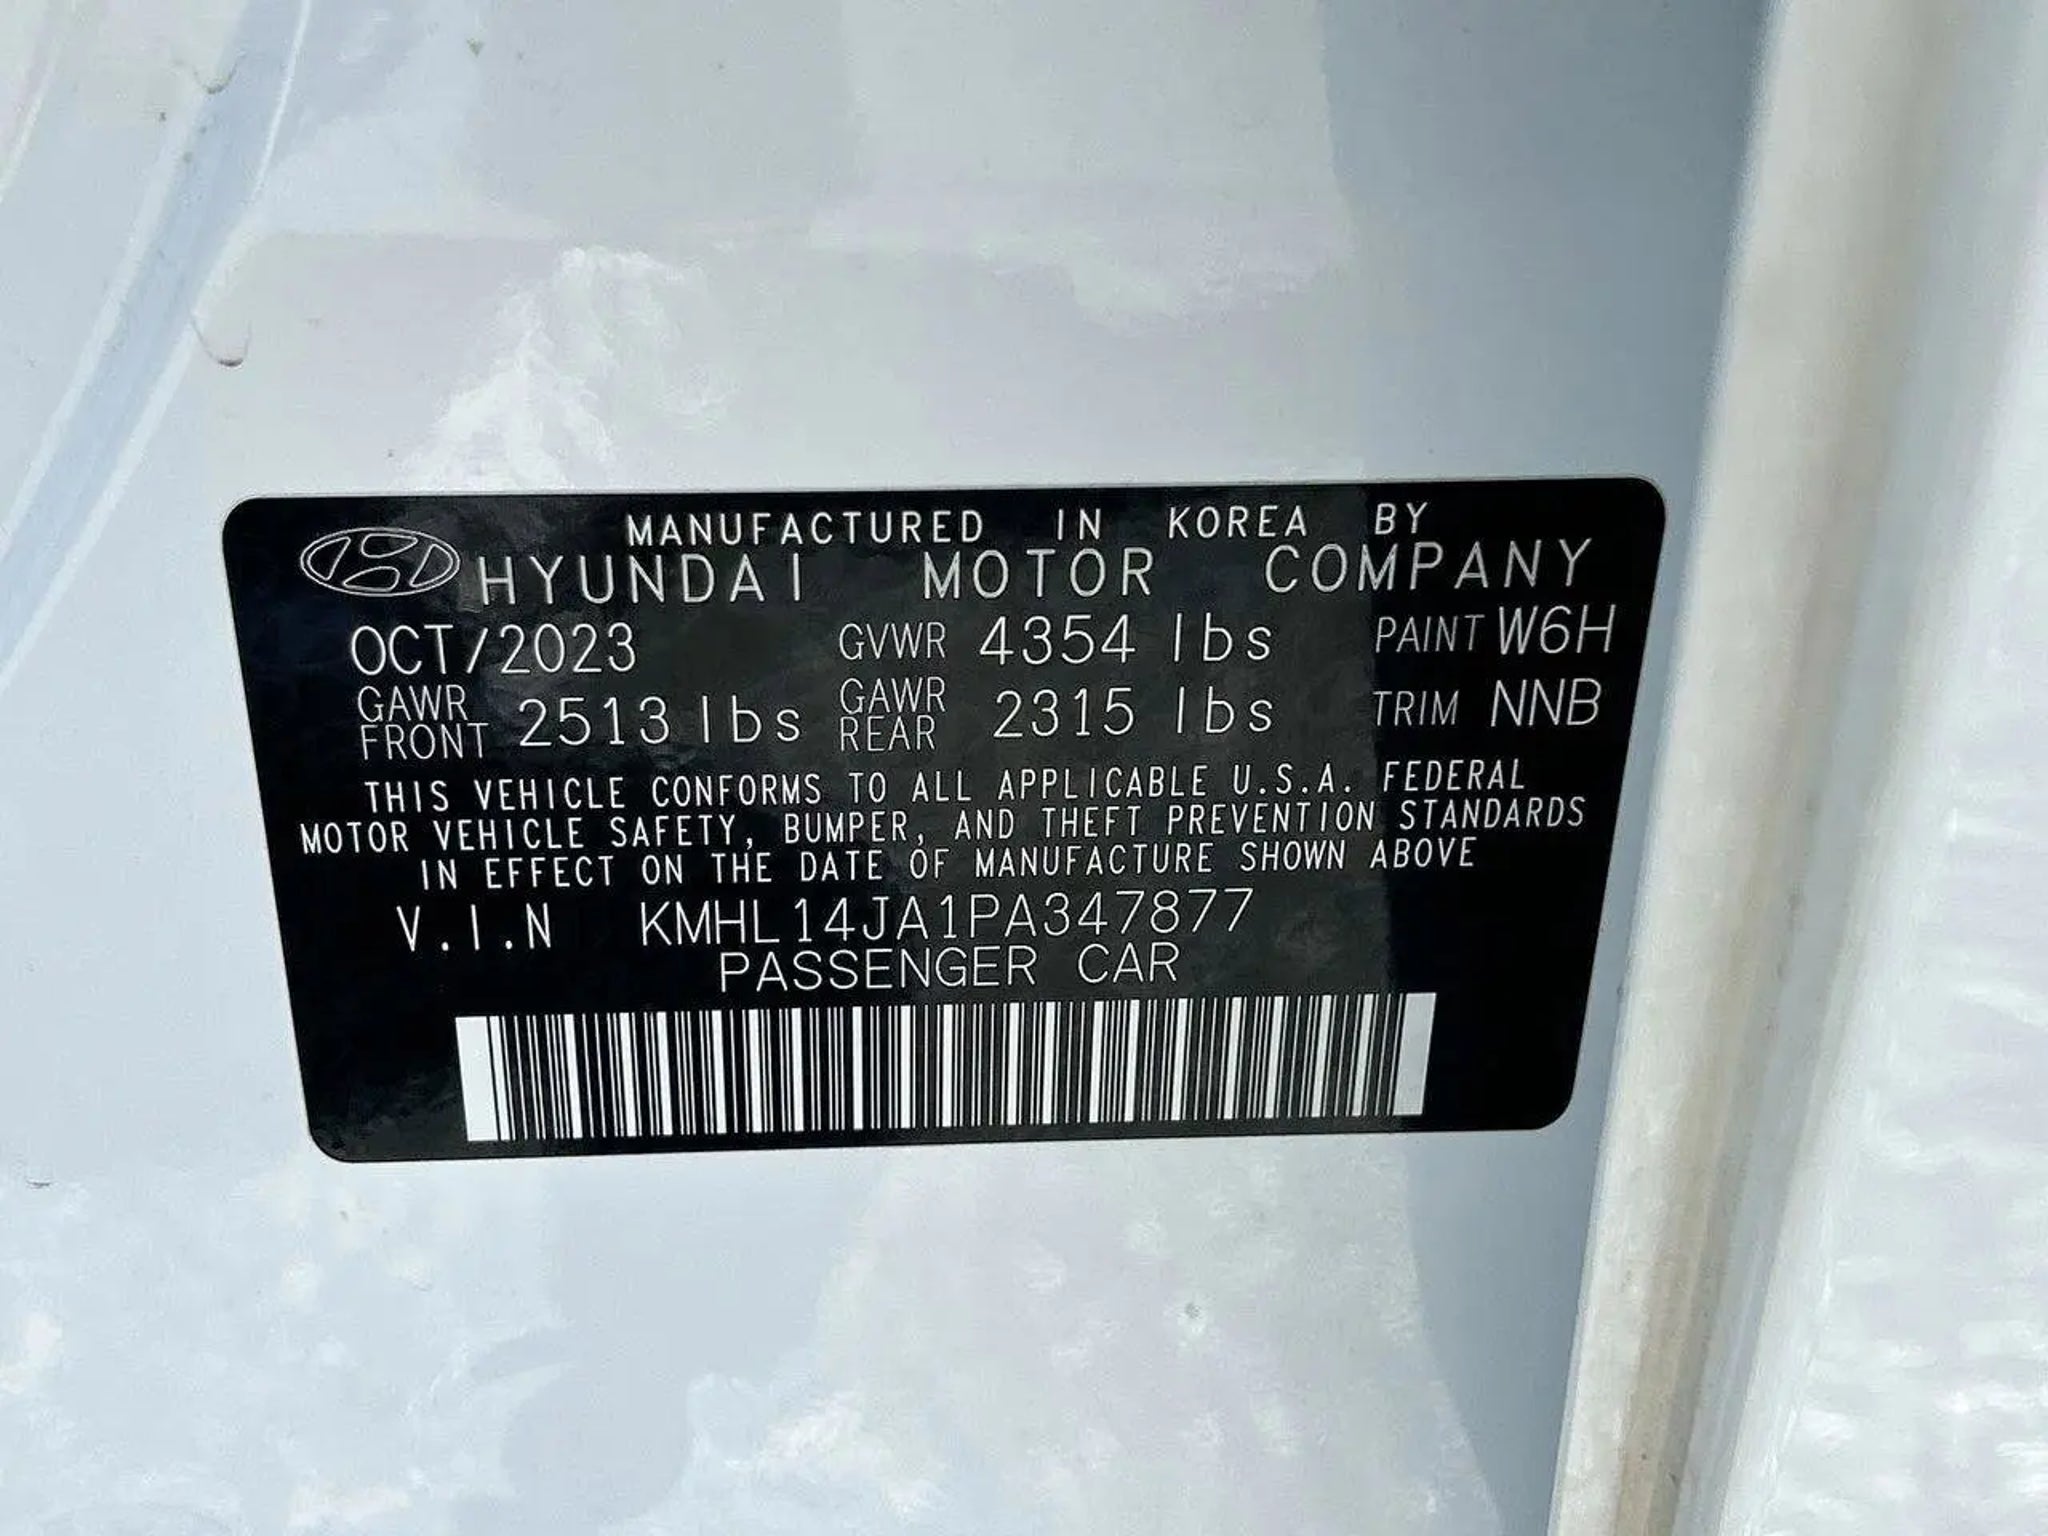 MANUFACTURED IN KOREA BY
HYUNDAI MOTOR COMPANY
OCT/2023 GVWR 4354 lbs PAINT W6H
GAWR FRONT 2513 lbs GAWR REAR 2315 lbs TRIM NNB
THIS VEHICLE CONFORMS TO ALL APPLICABLE U.S.A. FEDERAL
MOTOR VEHICLE SAFETY, BUMPER, AND THEFT PREVENTION STANDARDS
IN EFFECT ON THE DATE OF MANUFACTURE SHOWN ABOVE
V.I.N KMHL14JA1PA347877
PASSENGER CAR